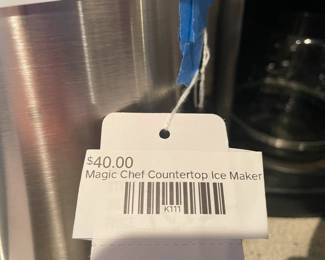 $40.00
Magic Chef Countertop Ice Maker
K111